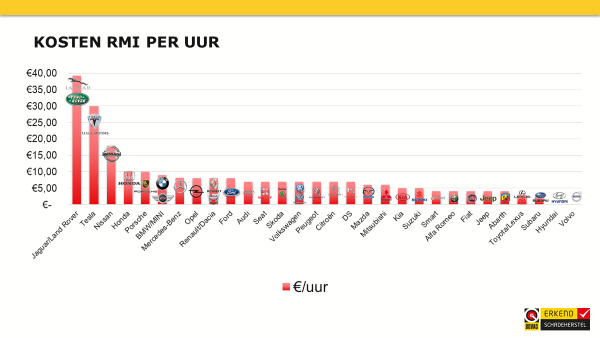 KOSTEN RMI PER UUR
€40,00
€35,00
€30,00
€25,00
€20,00
€15,00
€10,00
€5,00
€-
Jaguar/Land Rover
Tesla
Nissan
Honda
Porsche
BMW/MINI
Mercedes-Benz
Opel
Renault/Dacia
Ford
Audi
Seat
Skoda
Volkswagen
Peugeot
Citroën
DS
Mazda
Mitsubishi
Kia
Suzuki
Smart
Alfa Romeo
Fiat
Jeep
Abarth
Toyota/Lexus
Subaru
Hyundai
Volvo
€/uur
BOVAG
ERKEND
SCHADEHERSTEL